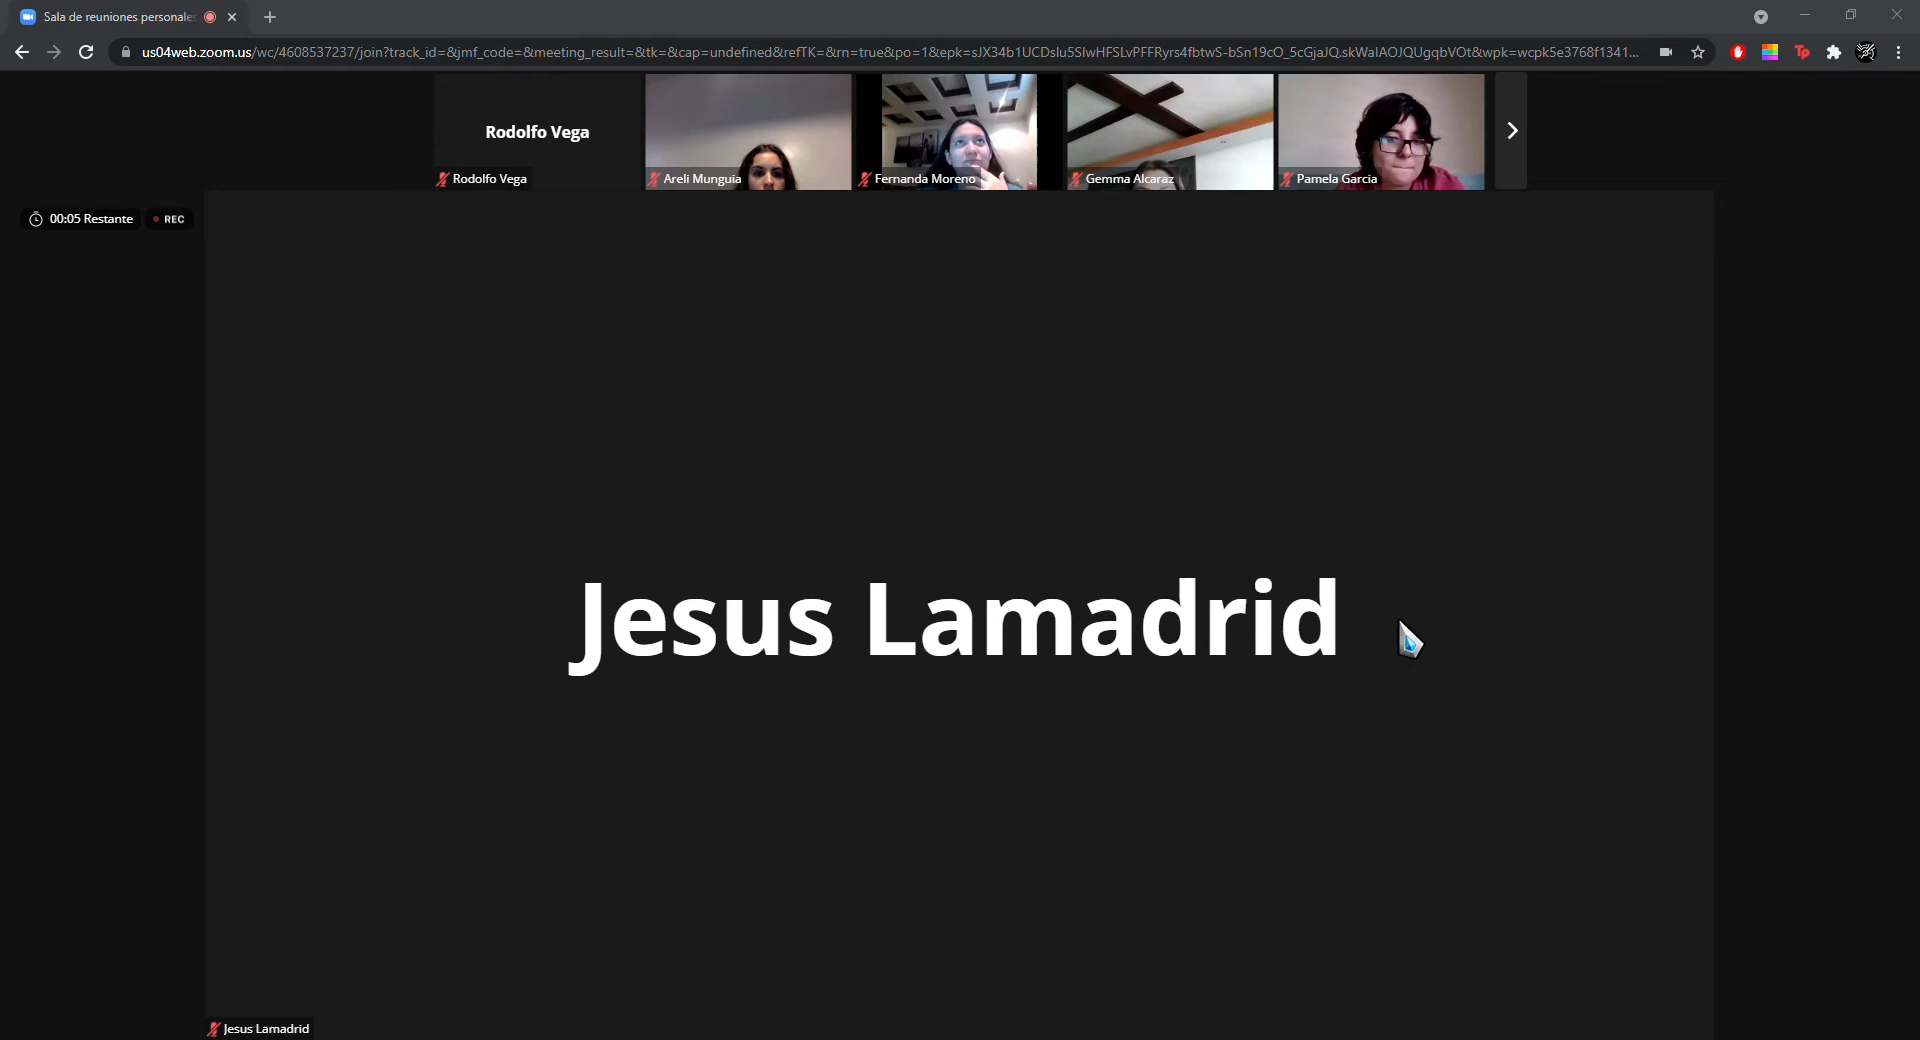 Sala de reuniones personale
us04web.zoom.us/wc/4608537237/join?track_id=&jmf_code=&meeting_result=&tk=&cap=undefined&refTK=&rn=true&po=1&epk=sJX34b1UCDslu5SlwHFSLvPFFRyrs4fbtwS-bSn19cO_5cGjaJQ.skWaIAOJQUgqbVOt&wpk=wcpk5e3768f1341...
Tp
Rodolfo Vega
Rodolfo Vega
Areli Munguia
Fernanda Moreno
Gemma Alcaraz
Pamela Garcia
00:05 Restante
REC
Jesus Lamadrid
Jesus Lamadrid